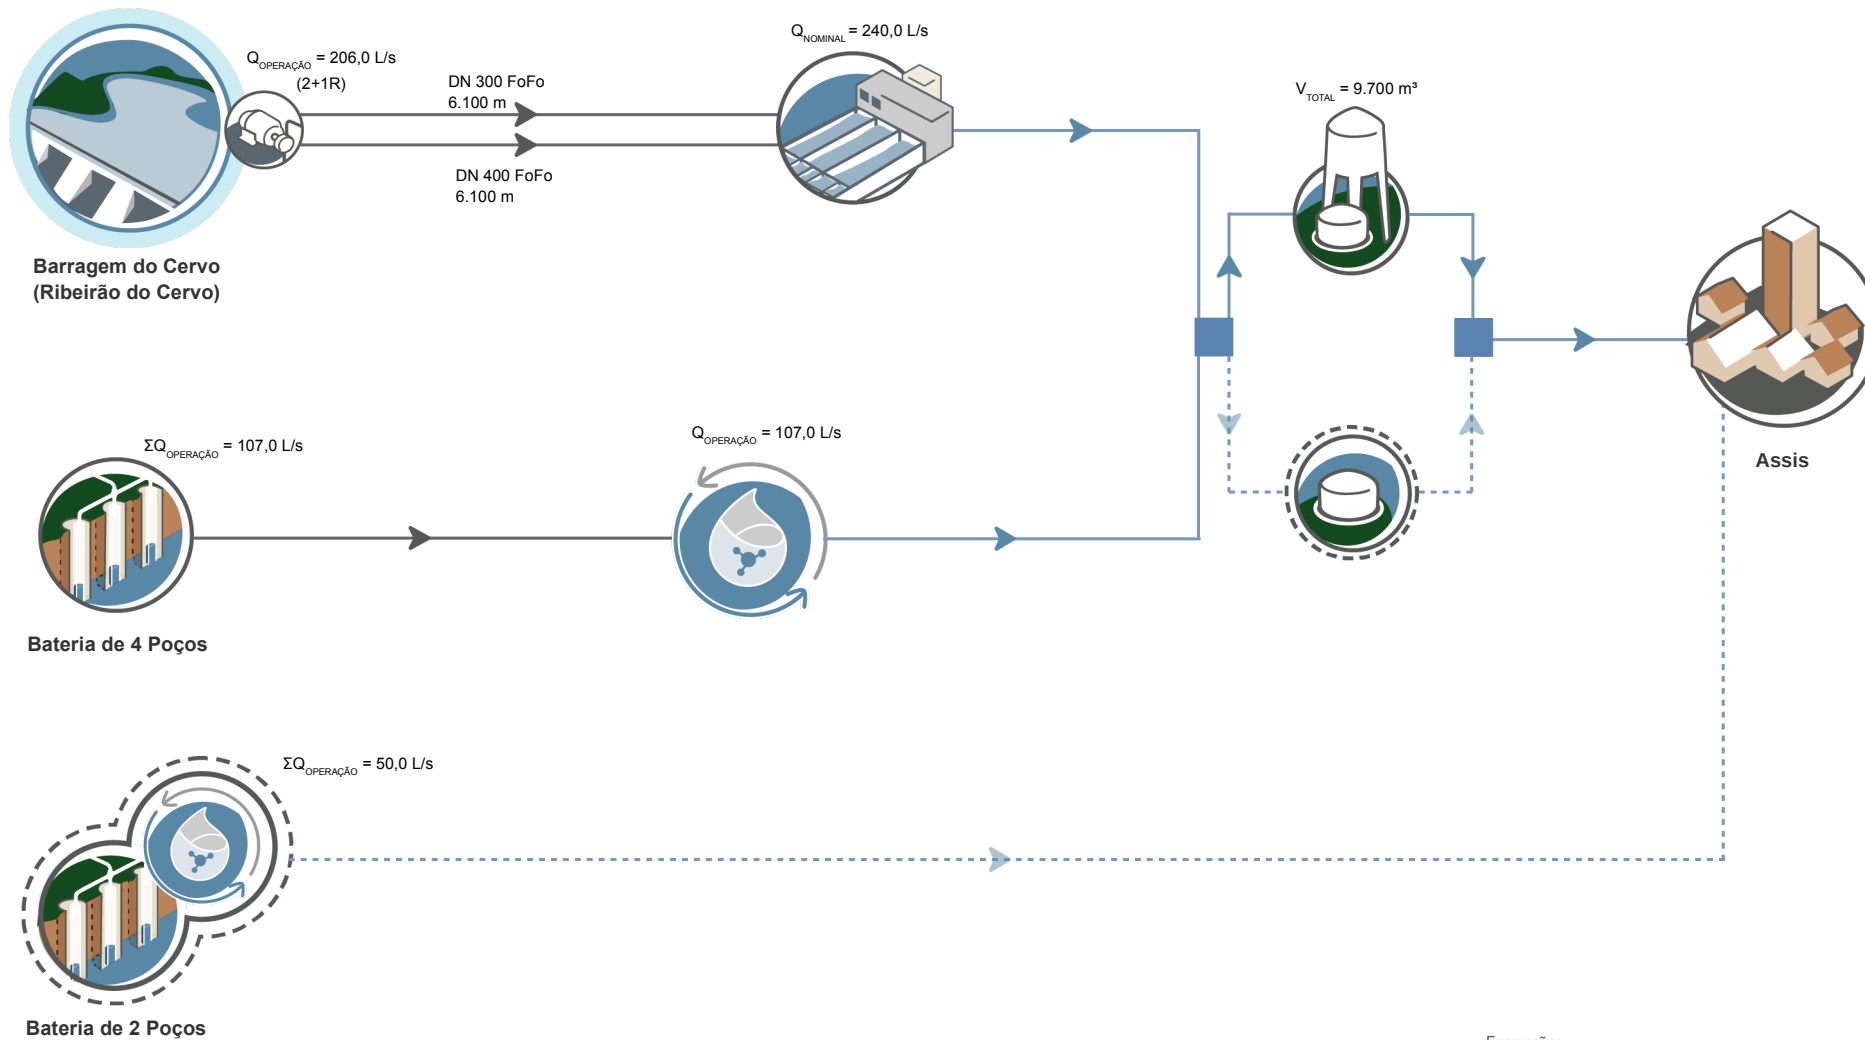 Q NOMINAL = 240,0 L/s
Q OPERAÇÃO = 206,0 L/s
(2+1R)
DN 300 FoFo
6.100 m
V TOTAL = 9.700 m³
DN 400 FoFo
6.100 m
Barragem do Cervo
(Ribeirão do Cervo)
ΣQ OPERAÇÃO = 107,0 L/s
Q OPERAÇÃO = 107,0 L/s
Assis
Bateria de 4 Poços
ΣQ OPERAÇÃO = 50,0 L/s
Bateria de 2 Poços